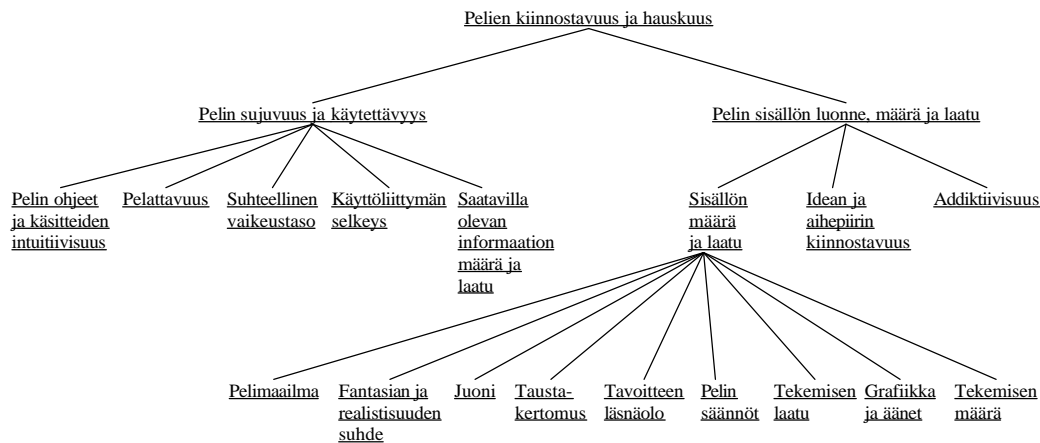 Pelien kiinnostavuus ja hauskuus
Pelin sujuvuus ja käytettävyys
Pelin sisällön luonne, määrä ja laatu
Pelin ohjeet
ja käsitteiden
intuitiivisuus
Pelattavuus
Suhteellinen
vaikeustaso
Käyttöliittymän
selkeys
Saatavilla
olevan
informaation
määrä ja
laatu
Sisällön
määrä
ja laatu
Idean ja
aihepiirin
kiinnostavuus
Addiktiivisuus
Pelimaailma
Fantasian ja
realistisuuden
suhde
Juoni
Tausta-
kertomus
Tavoitteen
läsnäolo
Pelin
säännöt
Tekemisen
laatu
Grafiikka
ja äänet
Tekemisen
määrä